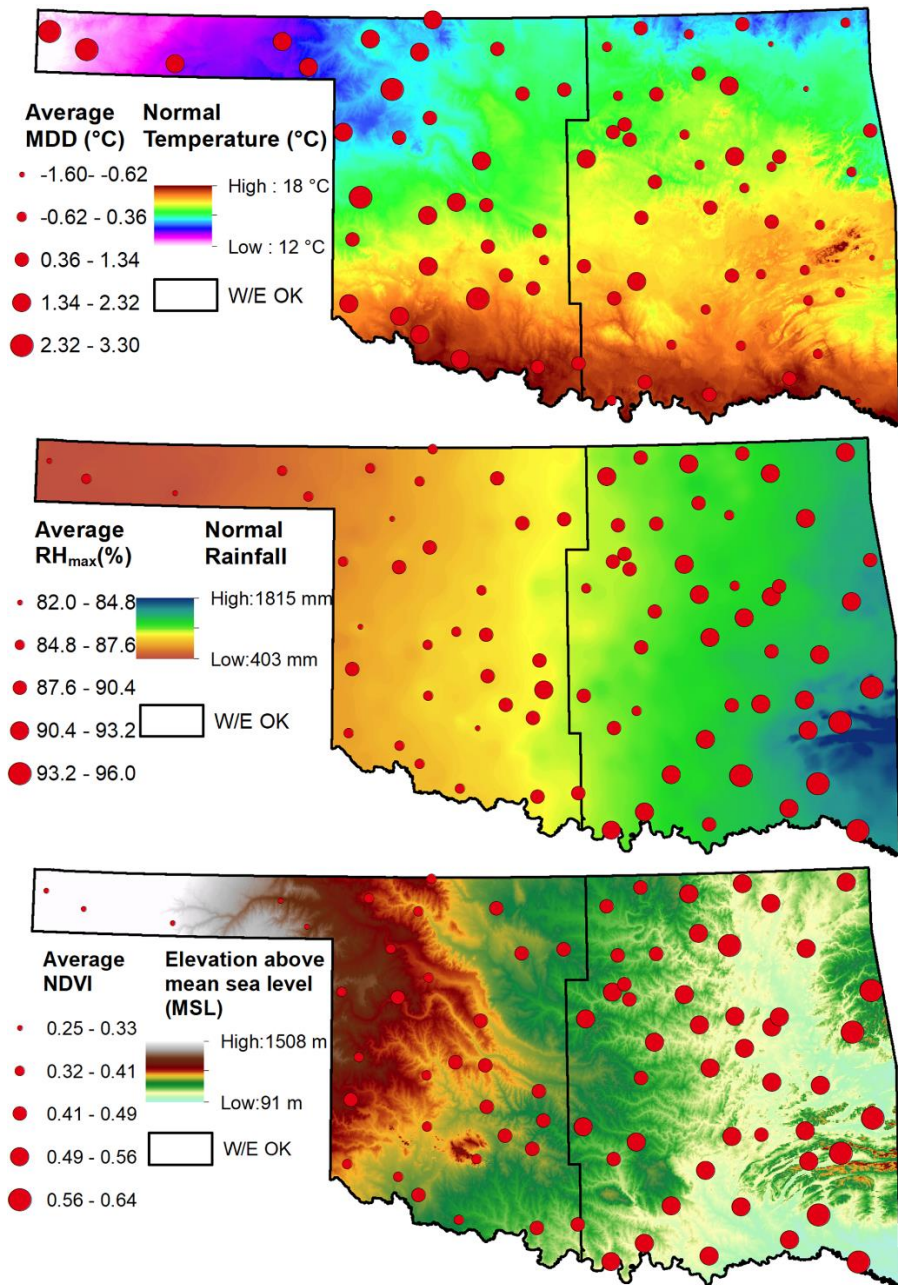 Average
MDD (°C)
-1.60- -0.62
-0.62 - 0.36
0.36 - 1.34
1.34 - 2.32
2.32 - 3.30
Normal
Temperature (°C)
High : 18 °C
Low : 12 °C
W/E OK
Average
RHmax(%)
82.0 - 84.8
84.8 - 87.6
87.6 - 90.4
90.4 - 93.2
93.2 - 96.0
Normal
Rainfall
High:1815 mm
Low:403 mm
W/E OK
Average
NDVI
0.25 - 0.33
0.32 - 0.41
0.41 - 0.49
0.49 - 0.56
0.56 - 0.64
Elevation above
mean sea level
(MSL)
High:1508 m
Low:91 m
W/E OK